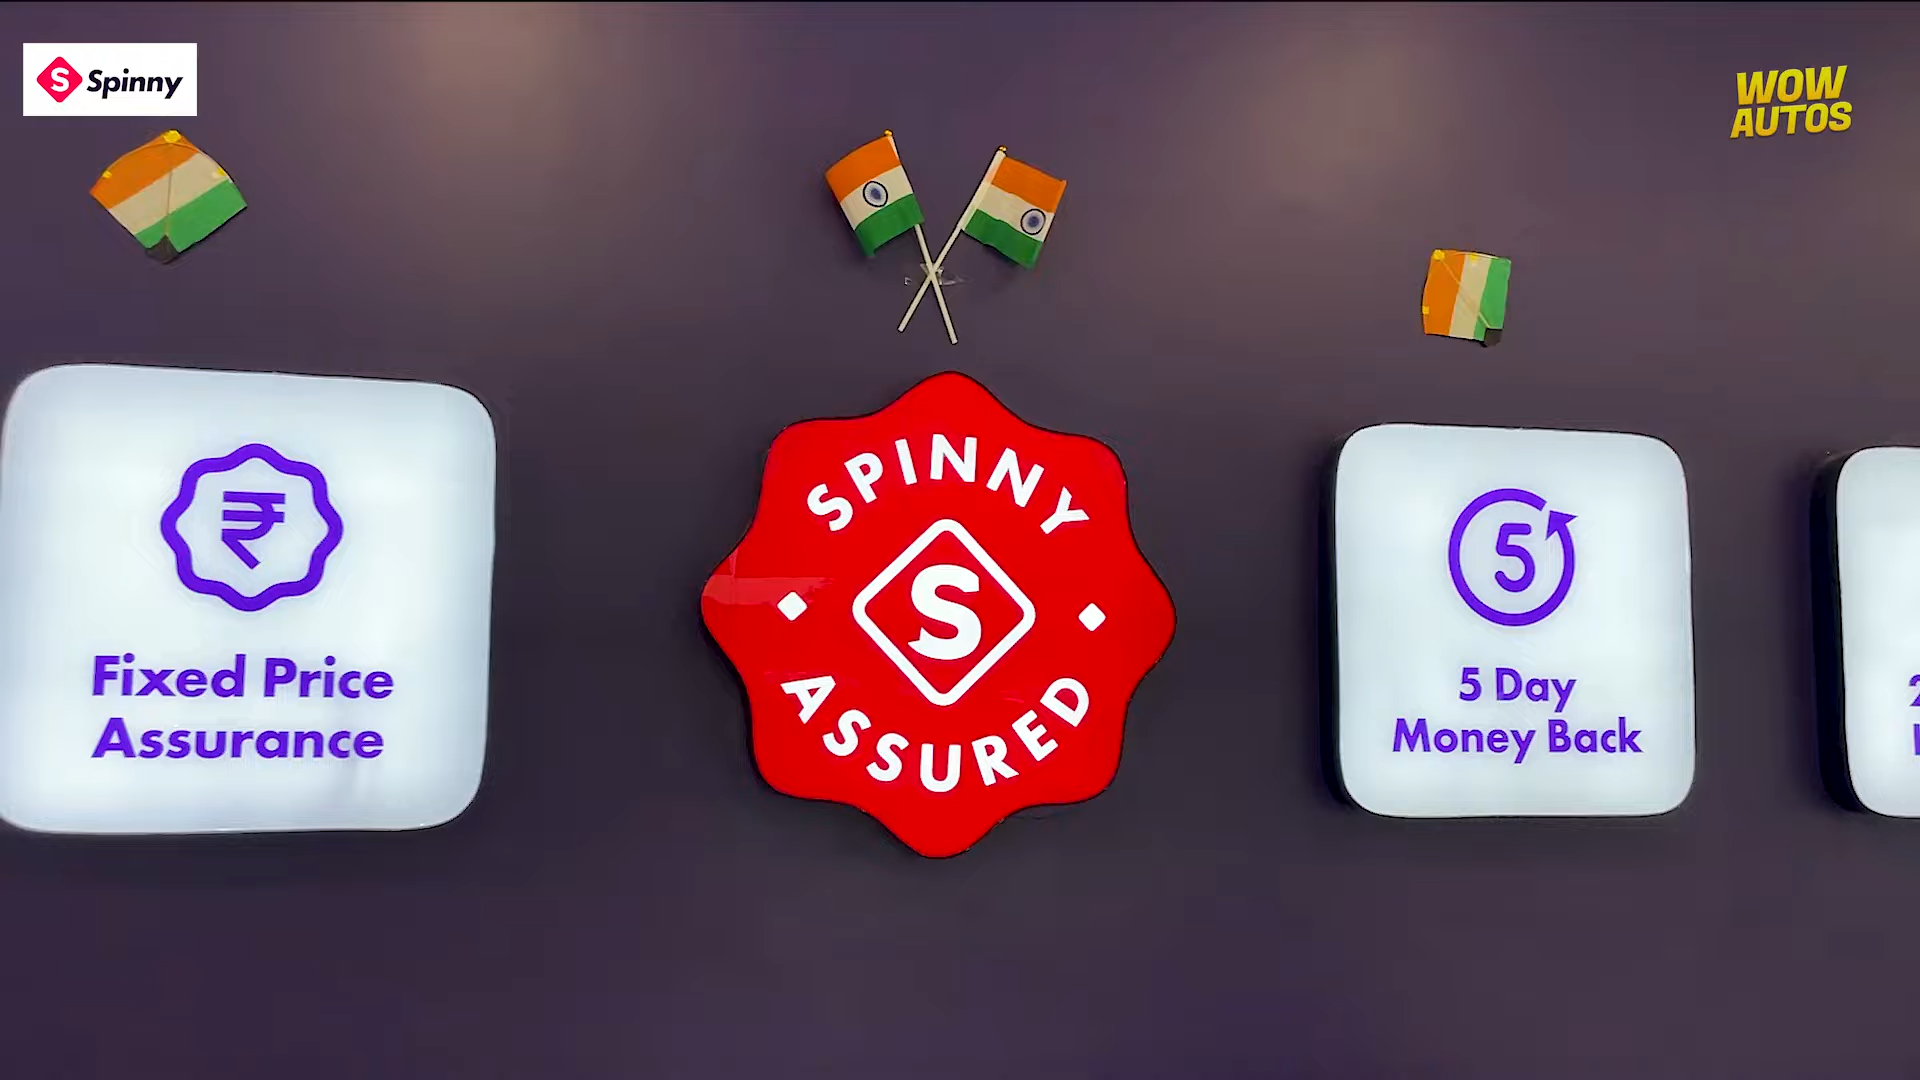 Spinny
WOW
AUTOS
₹
Fixed Price
Assurance
SPINNY
S
ASSURED
5
5 Day
Money Back